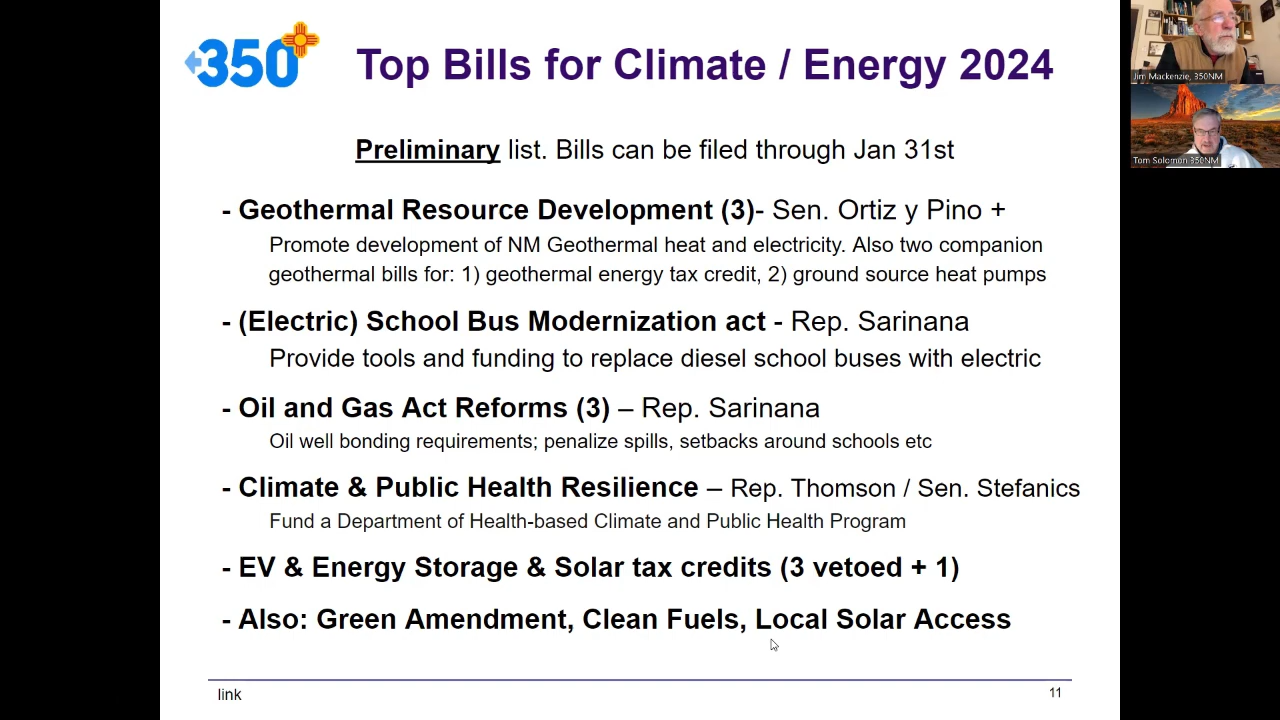 350
Top Bills for Climate / Energy 2024
Preliminary list. Bills can be filed through Jan 31st
- Geothermal Resource Development (3)- Sen. Ortiz y Pino +
Promote development of NM Geothermal heat and electricity. Also two companion
geothermal bills for: 1) geothermal energy tax credit, 2) ground source heat pumps
- (Electric) School Bus Modernization act - Rep. Sarinana
Provide tools and funding to replace diesel school buses with electric
- Oil and Gas Act Reforms (3) – Rep. Sarinana
Oil well bonding requirements; penalize spills, setbacks around schools etc
- Climate & Public Health Resilience – Rep. Thomson / Sen. Stefanics
Fund a Department of Health-based Climate and Public Health Program
- EV & Energy Storage & Solar tax credits (3 vetoed + 1)
- Also: Green Amendment, Clean Fuels, Local Solar Access
link
11
Jim Mackenzie, 350NM
Tom Solomon 350NM